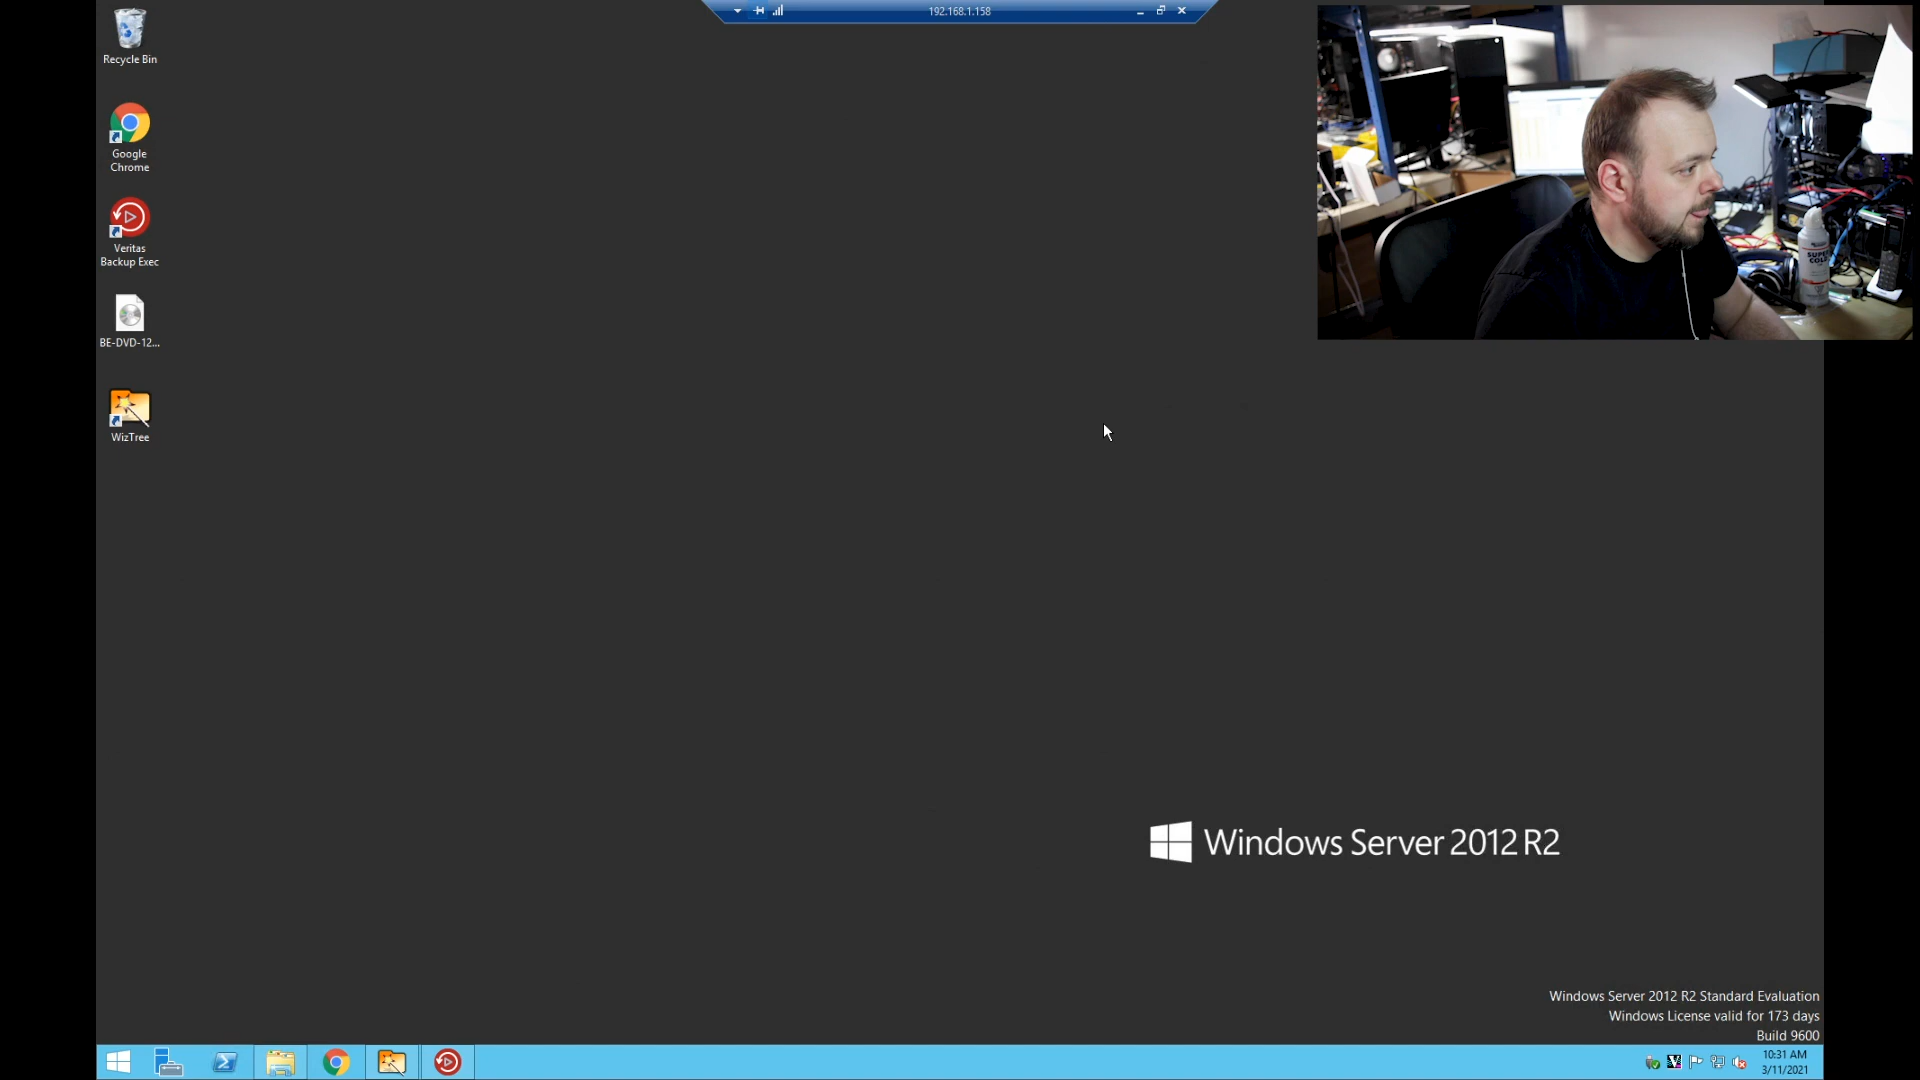 192.168.1.158
Recycle Bin
Google
Chrome
Veritas
Backup Exec
BE-DVD-12...
WizTree
SUPER
COLD
Windows Server 2012 R2
Windows Server 2012 R2 Standard Evaluation
Windows License valid for 173 days
Build 9600
10:31 AM
3/11/2021